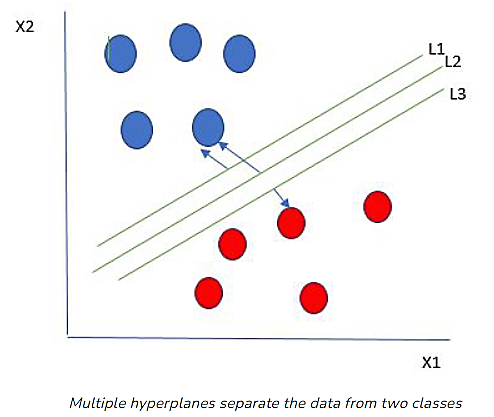 X2
L1
L2
L3
X1
Multiple hyperplanes separate the data from two classes